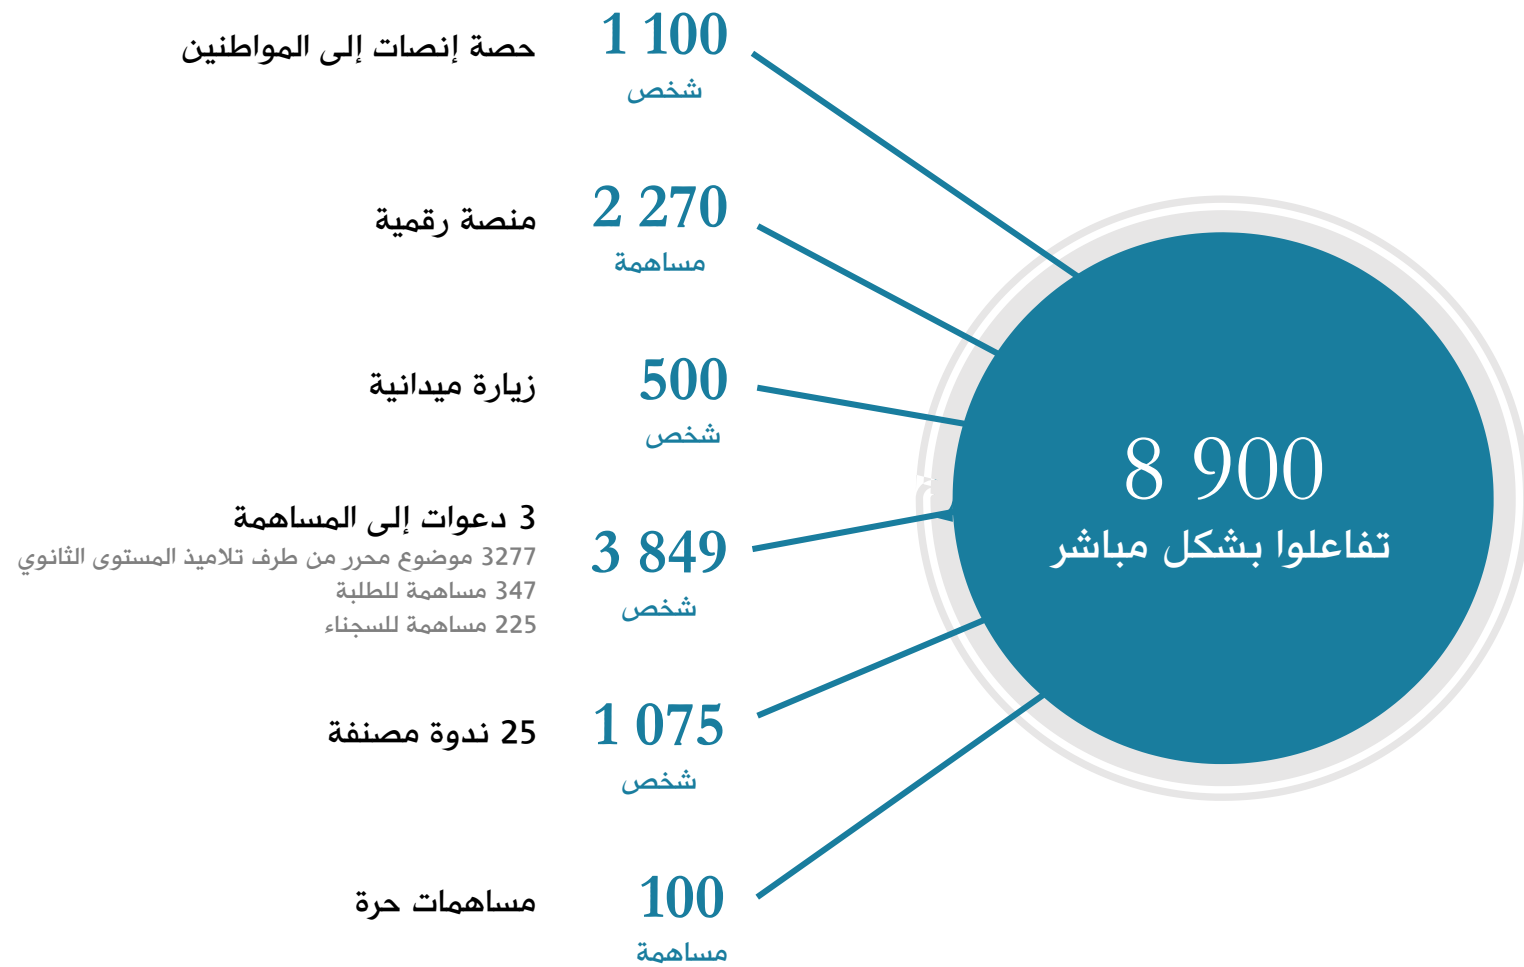 8 900
تفاعلوا بشكل مباشر
1 100
شخص
حصة إنصات إلى المواطنين
2 270
مساهمة
منصة رقمية
500
شخص
زيارة ميدانية
3 849
شخص
3 دعوات إلى المساهمة
3277 موضوع محرر من طرف تلاميذ المستوى الثانوي
347 مساهمة للطلبة
225 مساهمة للسجناء
1 075
شخص
25 ندوة مصنفة
100
مساهمة
مساهمات حرة